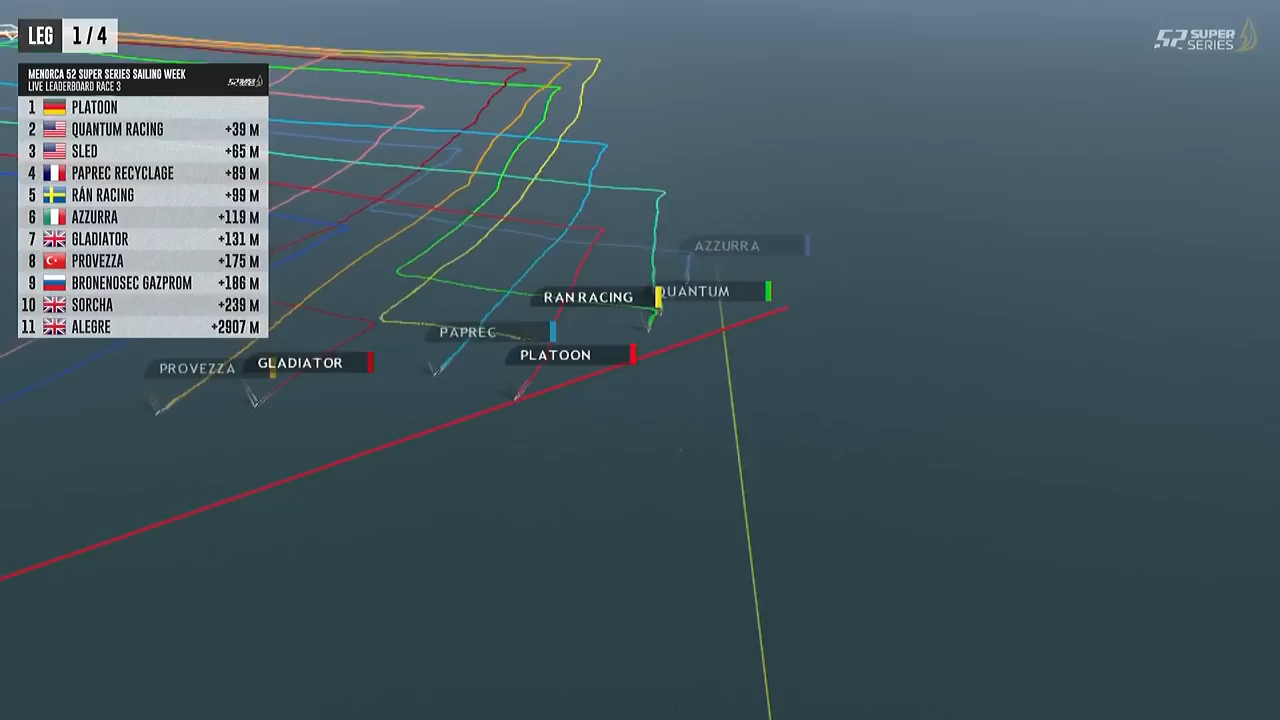 LEG 1 / 4
52 SUPER SERIES
MENORCA 52 SUPER SERIES SAILING WEEK
LIVE LEADERBOARD RACE 3
52 SUPER SERIES
1 PLATOON
2 QUANTUM RACING +39 M
3 SLED +65 M
4 PAPREC RECYCLAGE +89 M
5 RÁN RACING +99 M
6 AZZURRA +119 M
7 GLADIATOR +131 M
8 PROVEZZA +175 M
9 BRONENOSEC GAZPROM +186 M
10 SORCHA +239 M
11 ALEGRE +2907 M
AZZURRA
RAN RACING
QUANTUM
PAPREC
PLATOON
PROVEZZA
GLADIATOR